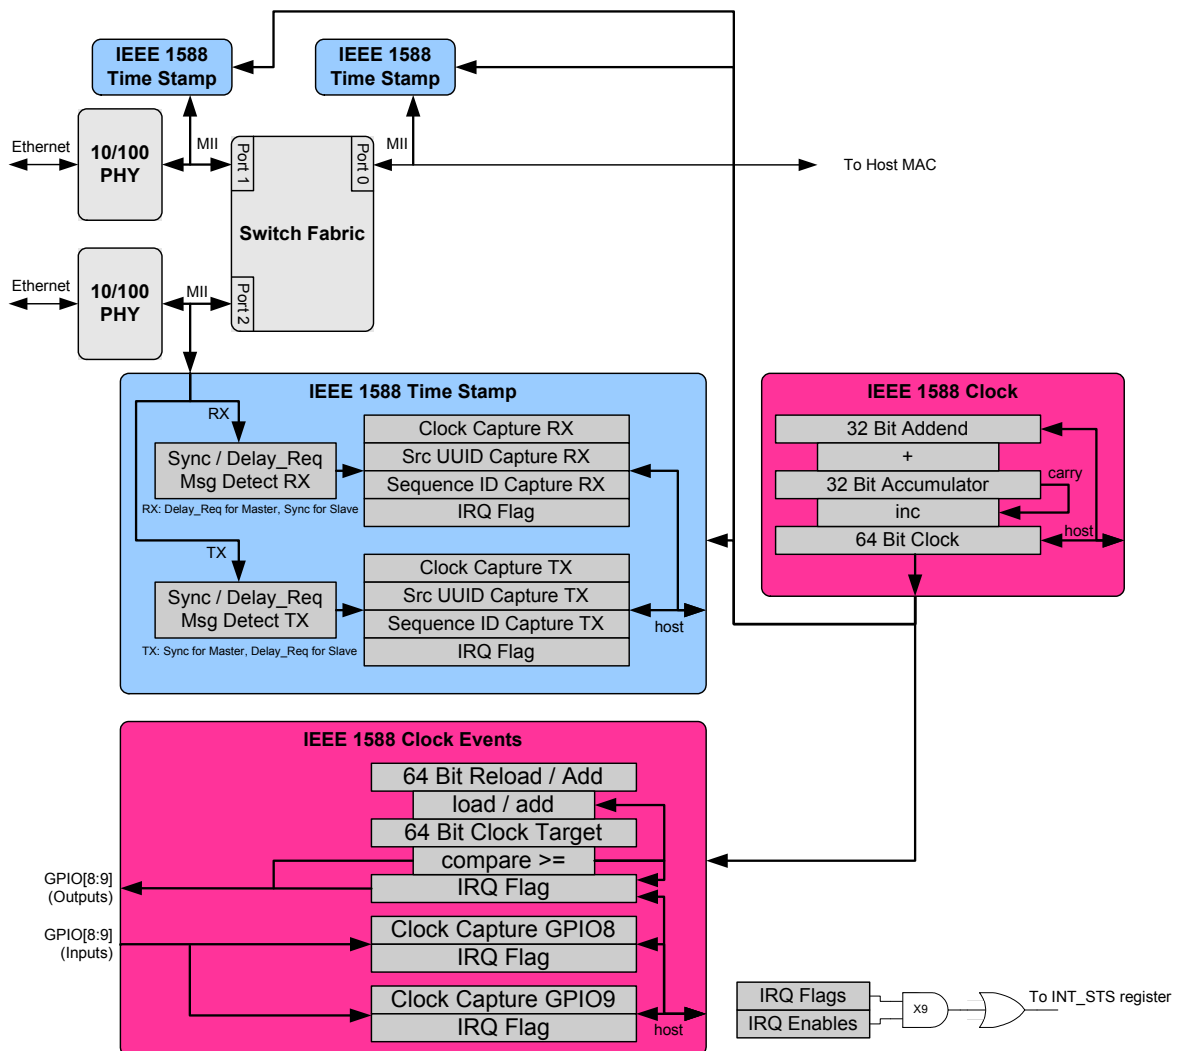 IEEE 1588
Time Stamp
IEEE 1588
Time Stamp
Ethernet
10/100
PHY
MII
Port 1
Port 0
MII
To Host MAC
Switch Fabric
Ethernet
10/100
PHY
MII
Port 2
IEEE 1588 Time Stamp
RX
Sync / Delay_Req
Msg Detect RX
RX: Delay_Req for Master, Sync for Slave
Clock Capture RX
Src UUID Capture RX
Sequence ID Capture RX
IRQ Flag
TX
Sync / Delay_Req
Msg Detect TX
TX: Sync for Master, Delay_Req for Slave
Clock Capture TX
Src UUID Capture TX
Sequence ID Capture TX
IRQ Flag
host
IEEE 1588 Clock
32 Bit Addend
+
carry
32 Bit Accumulator
inc
host
64 Bit Clock
IEEE 1588 Clock Events
64 Bit Reload / Add
load / add
64 Bit Clock Target
compare >=
IRQ Flag
GPIO[8:9]
(Outputs)
GPIO[8:9]
(Inputs)
Clock Capture GPIO8
IRQ Flag
Clock Capture GPIO9
IRQ Flag
host
IRQ Flags
IRQ Enables
X9
To INT_STS register